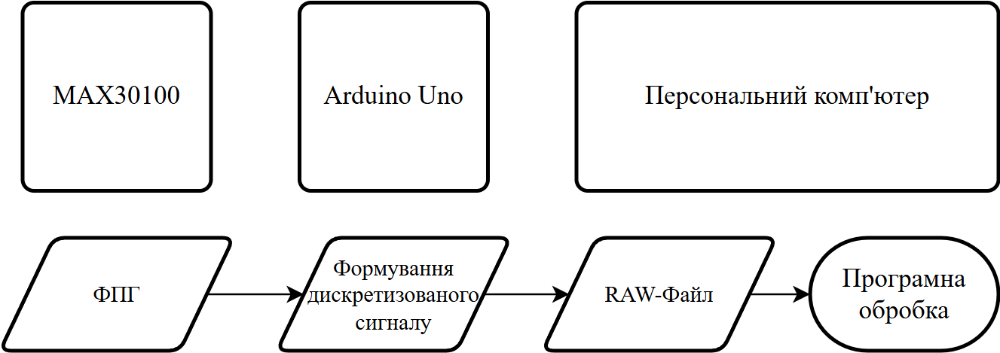 MAX30100
Arduino Uno
Персональний комп'ютер
ФПГ
Формування
дискретизованого
сигналу
RAW-Файл
Програмна
обробка